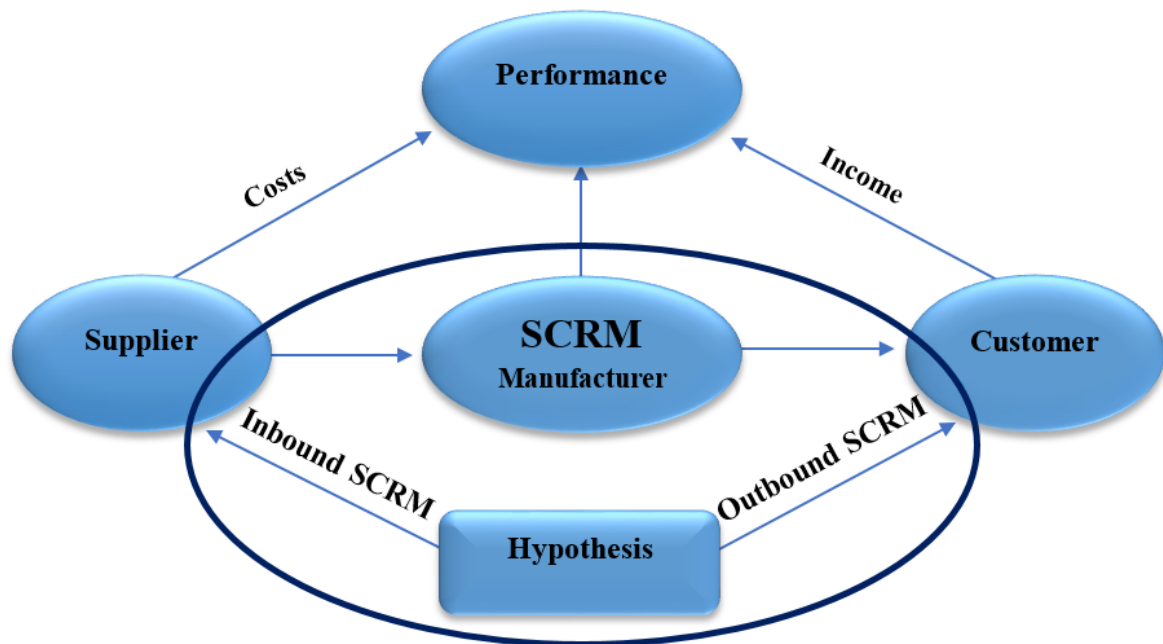 Performance
Costs
Income
Supplier
SCRM
Manufacturer
Customer
Inbound SCRM
Outbound SCRM
Hypothesis